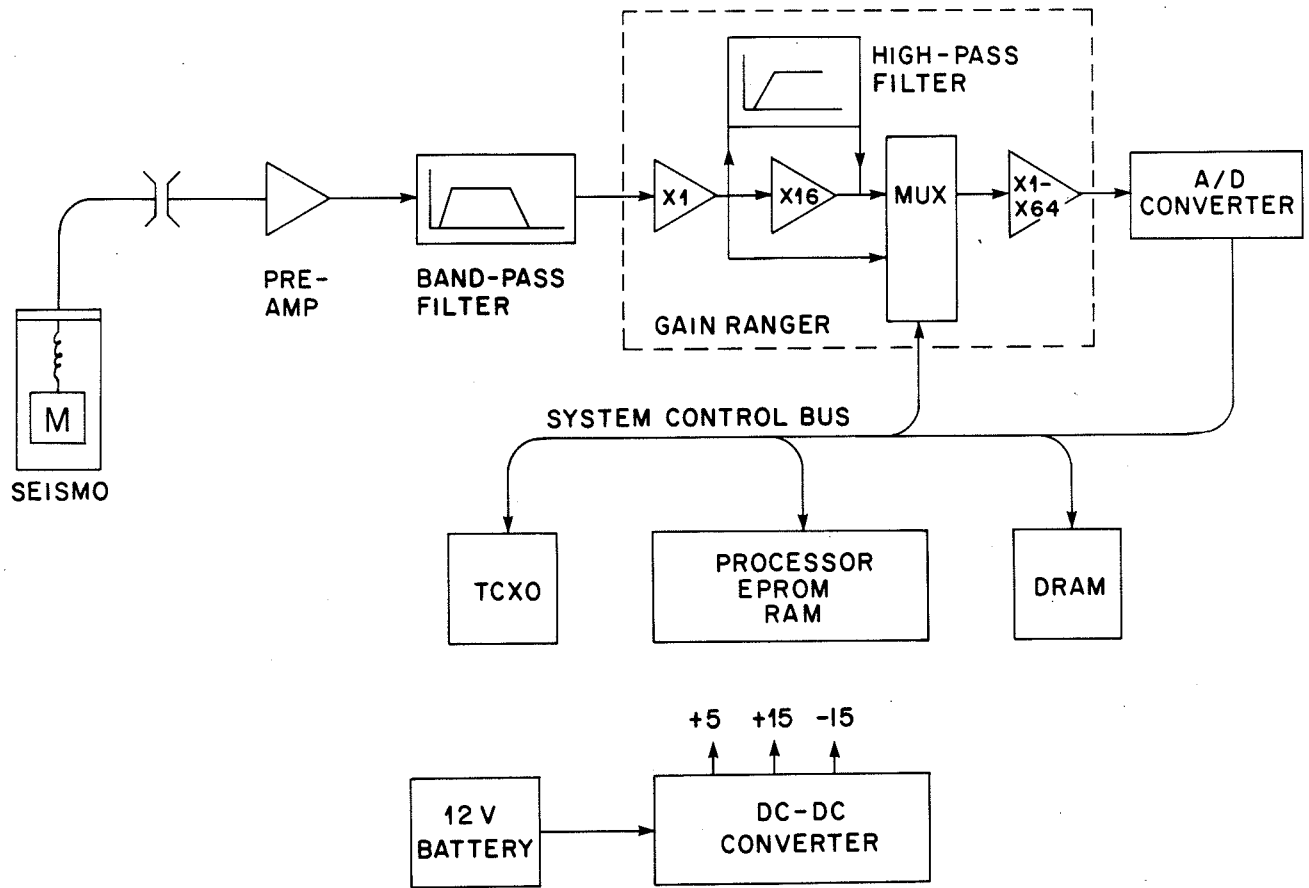 HIGH-PASS
FILTER
X1
X16
MUX
X1-
X64
A/D
CONVERTER
PRE-
AMP
BAND-PASS
FILTER
GAIN RANGER
M
SEISMO
SYSTEM CONTROL BUS
TCXO
PROCESSOR
EPROM
RAM
DRAM
+5 +15 -15
12 V
BATTERY
DC-DC
CONVERTER